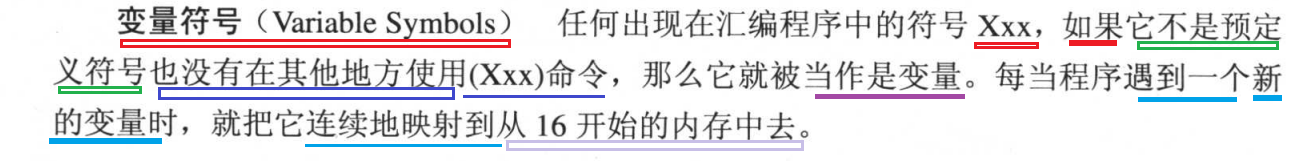 变量符号（Variable Symbols） 任何出现在汇编程序中的符号 Xxx，如果它不是预定
义符号也没有在其他地方使用(Xxx)命令，那么它就被当作是变量。每当程序遇到一个新
的变量时，就把它连续地映射到从 16 开始的内存中去。